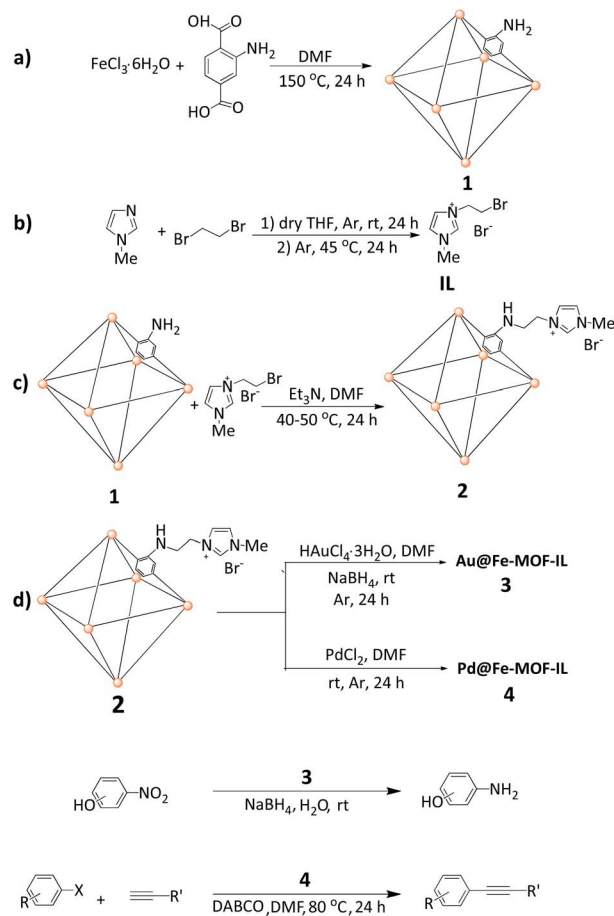 a)
FeCl3·6H2O +
O
OH
NH2
HO
O
DMF
150 °C, 24 h
NH2
1
b)
N
N
Me
+
Br
Br
1) dry THF, Ar, rt, 24 h
2) Ar, 45 °C, 24 h
Br
+
N
Br-
N
Me
IL
c)
NH2
1
+
Br
+
N
Br-
N
Me
Et3N, DMF
40-50 °C, 24 h
H
N
N
+
N
Me
Br-
2
d)
H
N
N
+
N
Me
Br-
2
HAuCl4·3H2O, DMF
NaBH4, rt
Ar, 24 h
Au@Fe-MOF-IL
3
PdCl2, DMF
rt, Ar, 24 h
Pd@Fe-MOF-IL
4
HO
NO2
3
NaBH4, H2O, rt
HO
NH2
R
X
+
R'
4
DABCO,DMF, 80 °C, 24 h
R
R'